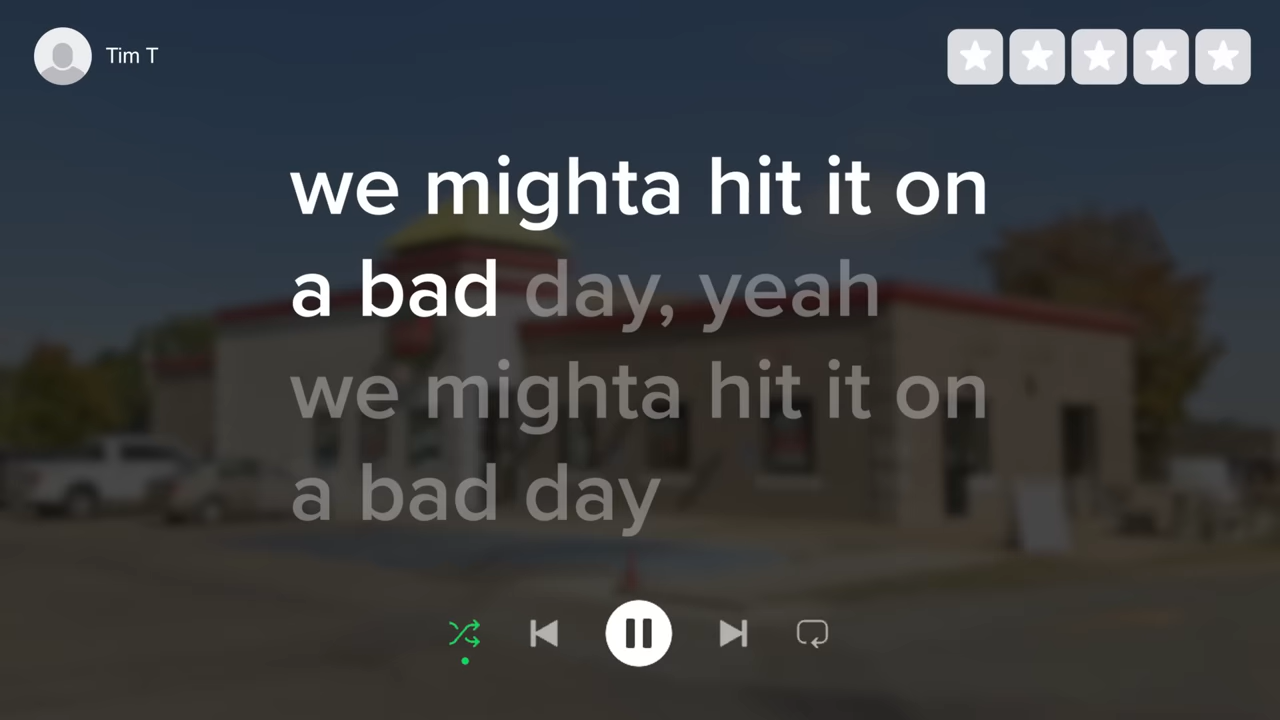 Tim T
we mighta hit it on
a bad day, yeah
we mighta hit it on
a bad day